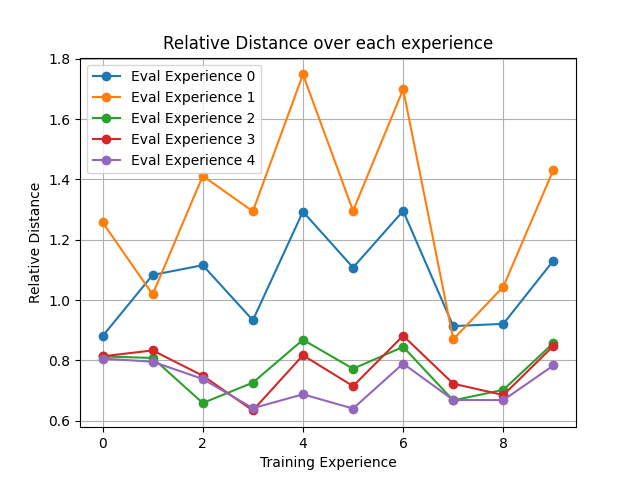 Relative Distance over each experience
Eval Experience 0
Eval Experience 1
Eval Experience 2
Eval Experience 3
Eval Experience 4
1.8
1.6
1.4
1.2
1.0
0.8
0.6
Relative Distance
0 2 4 6 8
Training Experience